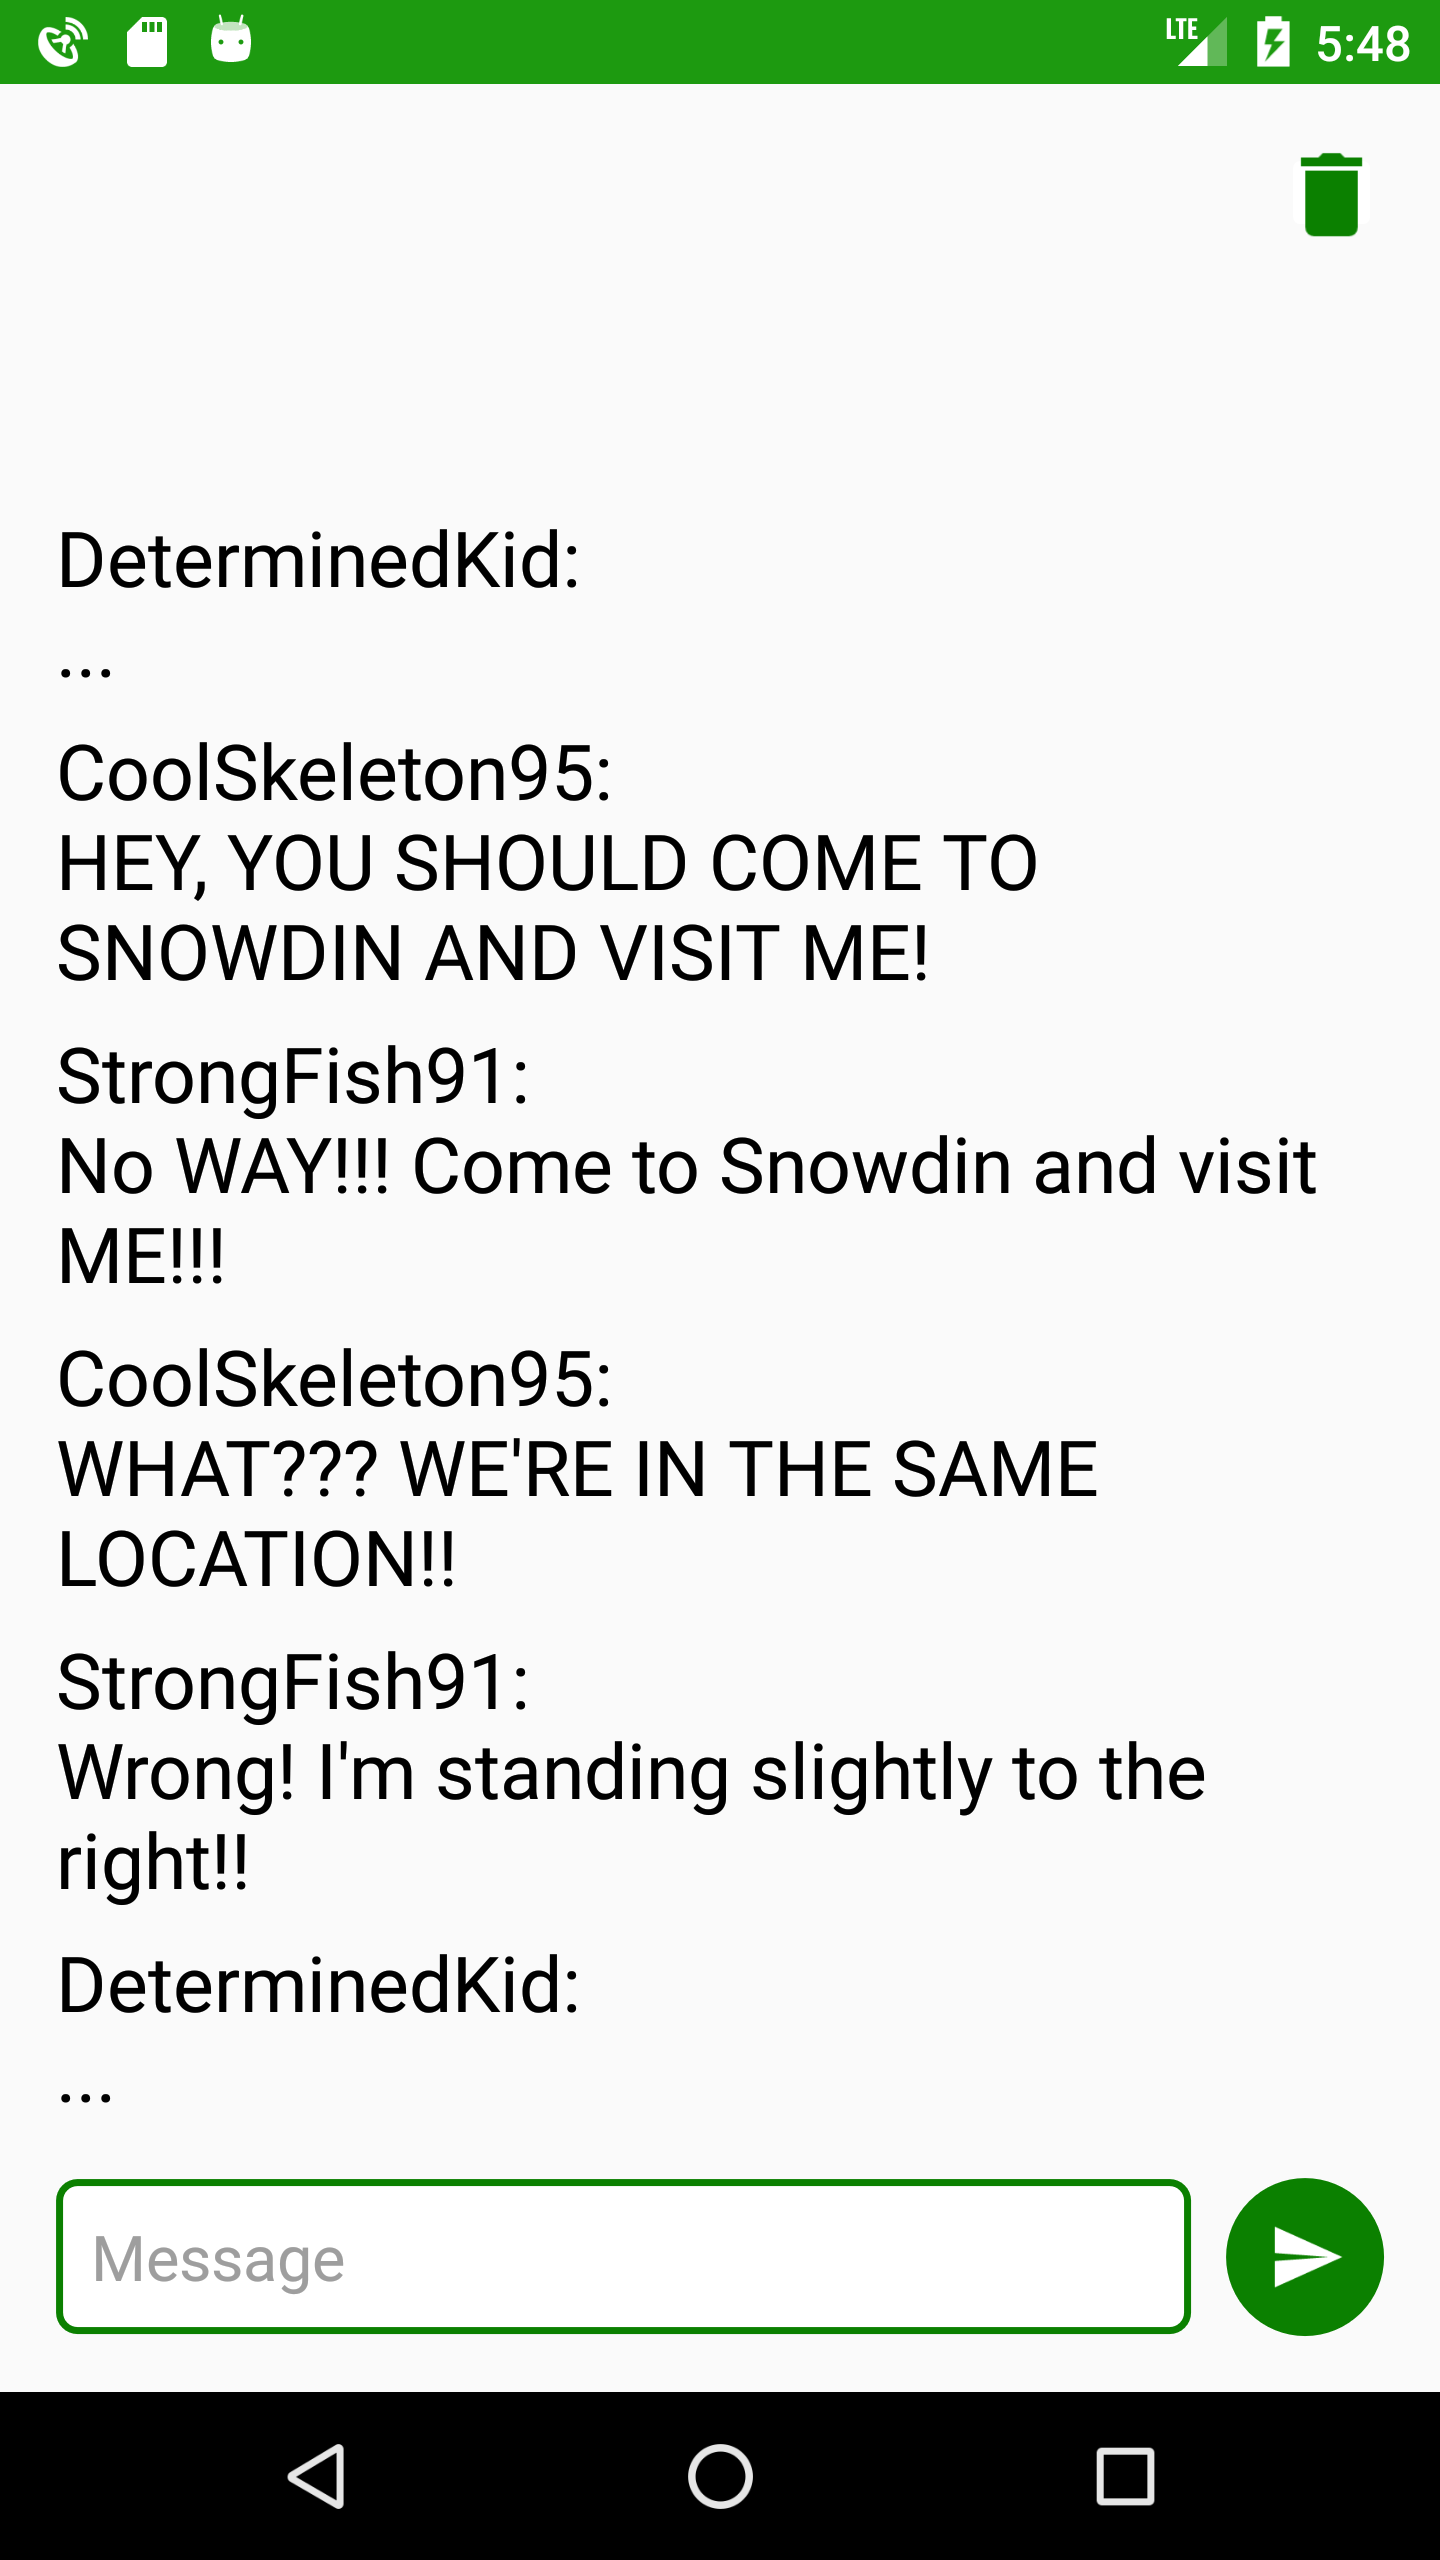 LTE 5:48
DeterminedKid:
...
CoolSkeleton95:
HEY, YOU SHOULD COME TO
SNOWDIN AND VISIT ME!
StrongFish91:
No WAY!!! Come to Snowdin and visit
ME!!!
CoolSkeleton95:
WHAT??? WE'RE IN THE SAME
LOCATION!!
StrongFish91:
Wrong! I'm standing slightly to the
right!!
DeterminedKid:
...
Message